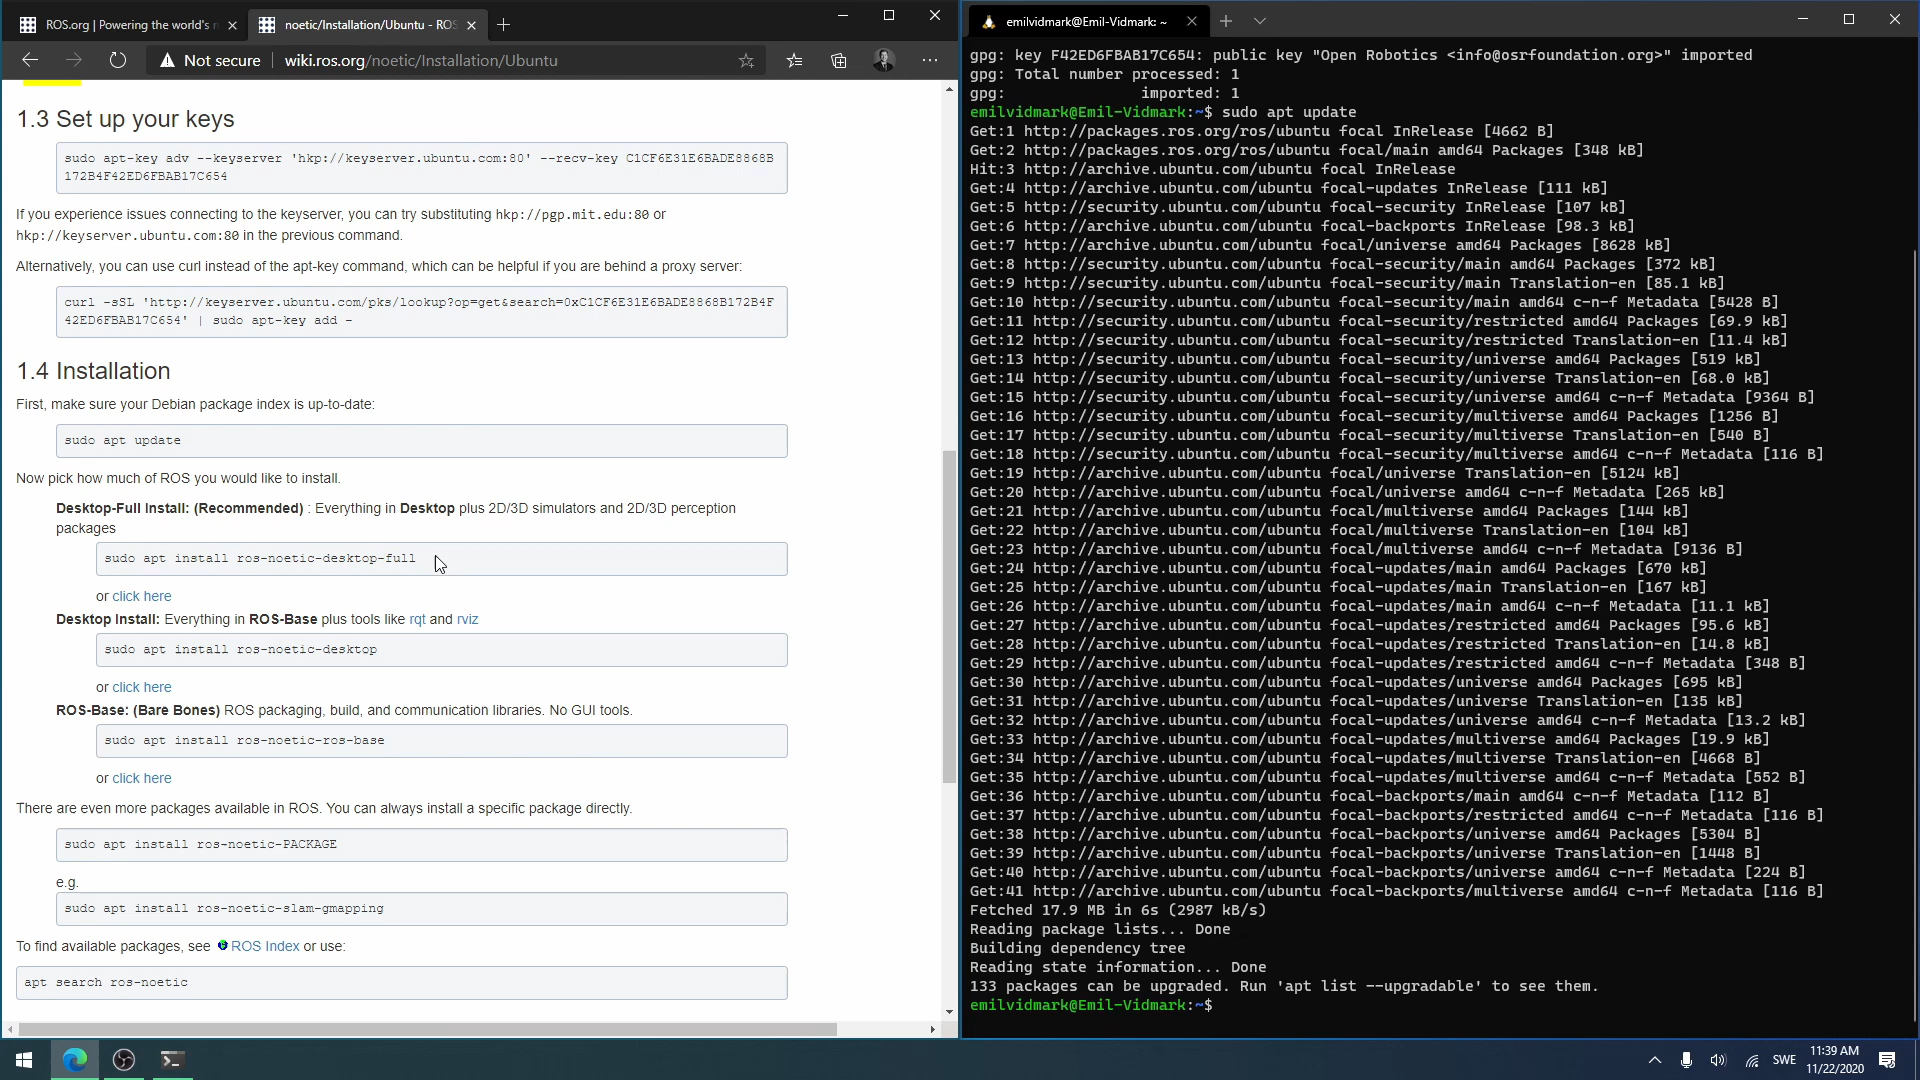 ROS.org | Powering the world's r
noetic/Installation/Ubuntu - ROS
Not secure
wiki.ros.org/noetic/Installation/Ubuntu
1.3 Set up your keys
sudo apt-key adv --keyserver 'hkp://keyserver.ubuntu.com:80' --recv-key C1CF6E31E6BADE8868B
172B4F42ED6FBAB17C654
If you experience issues connecting to the keyserver, you can try substituting hkp://pgp.mit.edu:80 or
hkp://keyserver.ubuntu.com:80 in the previous command.
Alternatively, you can use curl instead of the apt-key command, which can be helpful if you are behind a proxy server:
curl -sSL 'http://keyserver.ubuntu.com/pks/lookup?op=get&search=0xC1CF6E31E6BADE8868B172B4F
42ED6FBAB17C654' | sudo apt-key add -
1.4 Installation
First, make sure your Debian package index is up-to-date:
sudo apt update
Now pick how much of ROS you would like to install.
Desktop-Full Install: (Recommended) : Everything in Desktop plus 2D/3D simulators and 2D/3D perception
packages
sudo apt install ros-noetic-desktop-full
or click here
Desktop Install: Everything in ROS-Base plus tools like rqt and rviz
sudo apt install ros-noetic-desktop
or click here
ROS-Base: (Bare Bones) ROS packaging, build, and communication libraries. No GUI tools.
sudo apt install ros-noetic-ros-base
or click here
There are even more packages available in ROS. You can always install a specific package directly.
sudo apt install ros-noetic-PACKAGE
e.g.
sudo apt install ros-noetic-slam-gmapping
To find available packages, see ROS Index or use:
apt search ros-noetic
emilvidmark@Emil-Vidmark: ~
gpg: key F42ED6FBAB17C654: public key "Open Robotics <info@osrfoundation.org>" imported
gpg: Total number processed: 1
gpg:               imported: 1
emilvidmark@Emil-Vidmark:~$ sudo apt update
Get:1 http://packages.ros.org/ros/ubuntu focal InRelease [4662 B]
Get:2 http://packages.ros.org/ros/ubuntu focal/main amd64 Packages [348 kB]
Hit:3 http://archive.ubuntu.com/ubuntu focal InRelease
Get:4 http://archive.ubuntu.com/ubuntu focal-updates InRelease [111 kB]
Get:5 http://security.ubuntu.com/ubuntu focal-security InRelease [107 kB]
Get:6 http://archive.ubuntu.com/ubuntu focal-backports InRelease [98.3 kB]
Get:7 http://archive.ubuntu.com/ubuntu focal/universe amd64 Packages [8628 kB]
Get:8 http://security.ubuntu.com/ubuntu focal-security/main amd64 Packages [372 kB]
Get:9 http://security.ubuntu.com/ubuntu focal-security/main Translation-en [85.1 kB]
Get:10 http://security.ubuntu.com/ubuntu focal-security/main amd64 c-n-f Metadata [5428 B]
Get:11 http://security.ubuntu.com/ubuntu focal-security/restricted amd64 Packages [69.9 kB]
Get:12 http://security.ubuntu.com/ubuntu focal-security/restricted Translation-en [11.4 kB]
Get:13 http://security.ubuntu.com/ubuntu focal-security/universe amd64 Packages [519 kB]
Get:14 http://security.ubuntu.com/ubuntu focal-security/universe Translation-en [68.0 kB]
Get:15 http://security.ubuntu.com/ubuntu focal-security/universe amd64 c-n-f Metadata [9364 B]
Get:16 http://security.ubuntu.com/ubuntu focal-security/multiverse amd64 Packages [1256 B]
Get:17 http://security.ubuntu.com/ubuntu focal-security/multiverse Translation-en [540 B]
Get:18 http://security.ubuntu.com/ubuntu focal-security/multiverse amd64 c-n-f Metadata [116 B]
Get:19 http://archive.ubuntu.com/ubuntu focal/universe Translation-en [5124 kB]
Get:20 http://archive.ubuntu.com/ubuntu focal/universe amd64 c-n-f Metadata [265 kB]
Get:21 http://archive.ubuntu.com/ubuntu focal/multiverse amd64 Packages [144 kB]
Get:22 http://archive.ubuntu.com/ubuntu focal/multiverse Translation-en [104 kB]
Get:23 http://archive.ubuntu.com/ubuntu focal/multiverse amd64 c-n-f Metadata [9136 B]
Get:24 http://archive.ubuntu.com/ubuntu focal-updates/main amd64 Packages [670 kB]
Get:25 http://archive.ubuntu.com/ubuntu focal-updates/main Translation-en [167 kB]
Get:26 http://archive.ubuntu.com/ubuntu focal-updates/main amd64 c-n-f Metadata [11.1 kB]
Get:27 http://archive.ubuntu.com/ubuntu focal-updates/restricted amd64 Packages [95.6 kB]
Get:28 http://archive.ubuntu.com/ubuntu focal-updates/restricted Translation-en [14.8 kB]
Get:29 http://archive.ubuntu.com/ubuntu focal-updates/restricted amd64 c-n-f Metadata [348 B]
Get:30 http://archive.ubuntu.com/ubuntu focal-updates/universe amd64 Packages [695 kB]
Get:31 http://archive.ubuntu.com/ubuntu focal-updates/universe Translation-en [135 kB]
Get:32 http://archive.ubuntu.com/ubuntu focal-updates/universe amd64 c-n-f Metadata [13.2 kB]
Get:33 http://archive.ubuntu.com/ubuntu focal-updates/multiverse amd64 Packages [19.9 kB]
Get:34 http://archive.ubuntu.com/ubuntu focal-updates/multiverse Translation-en [4668 B]
Get:35 http://archive.ubuntu.com/ubuntu focal-updates/multiverse amd64 c-n-f Metadata [552 B]
Get:36 http://archive.ubuntu.com/ubuntu focal-backports/main amd64 c-n-f Metadata [112 B]
Get:37 http://archive.ubuntu.com/ubuntu focal-backports/restricted amd64 c-n-f Metadata [116 B]
Get:38 http://archive.ubuntu.com/ubuntu focal-backports/universe amd64 Packages [5304 B]
Get:39 http://archive.ubuntu.com/ubuntu focal-backports/universe Translation-en [1448 B]
Get:40 http://archive.ubuntu.com/ubuntu focal-backports/universe amd64 c-n-f Metadata [224 B]
Get:41 http://archive.ubuntu.com/ubuntu focal-backports/multiverse amd64 c-n-f Metadata [116 B]
Fetched 17.9 MB in 6s (2987 kB/s)
Reading package lists... Done
Building dependency tree
Reading state information... Done
133 packages can be upgraded. Run 'apt list --upgradable' to see them.
emilvidmark@Emil-Vidmark:~$
SWE
11:39 AM
11/22/2020